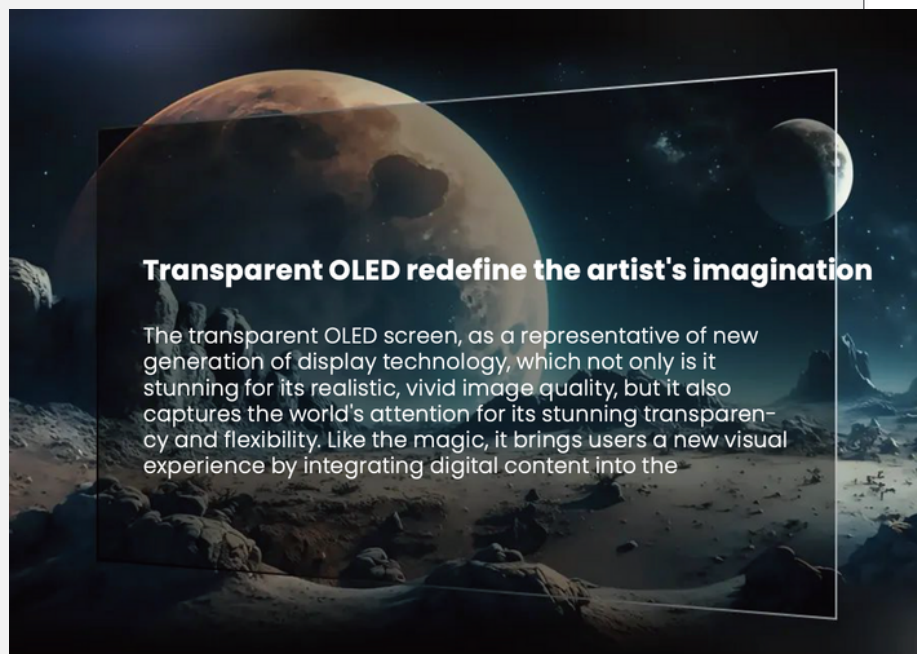 Transparent OLED redefine the artist's imagination
The transparent OLED screen, as a representative of new
generation of display technology, which not only is it
stunning for its realistic, vivid image quality, but it also
captures the world's attention for its stunning transparen-
cy and flexibility. Like the magic, it brings users a new visual
experience by integrating digital content into the